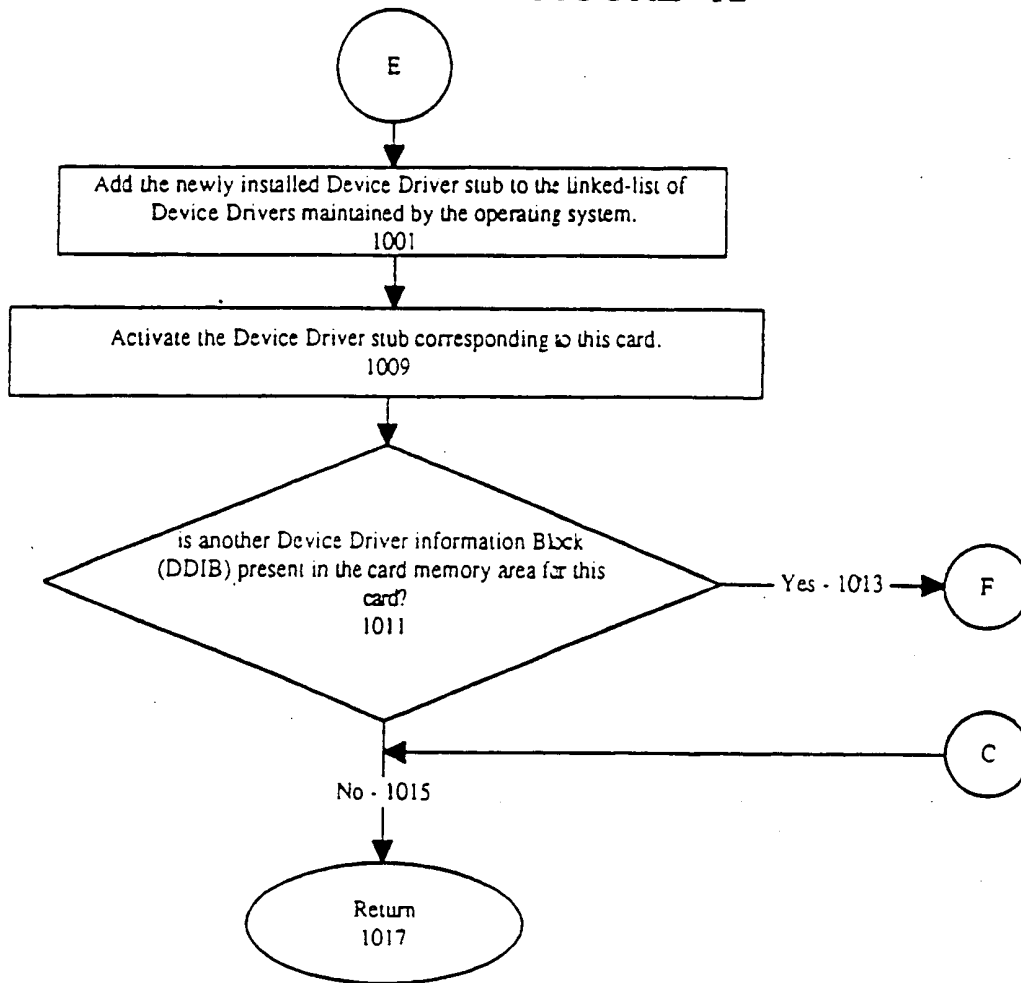 E
Add the newly installed Device Driver stub to the linked-list of
Device Drivers maintained by the operating system.
1001
Activate the Device Driver stub corresponding to this card.
1009
is another Device Driver information Block
(DDIB) present in the card memory area for this
card?
1011
Yes - 1013
F
C
No - 1015
Return
1017